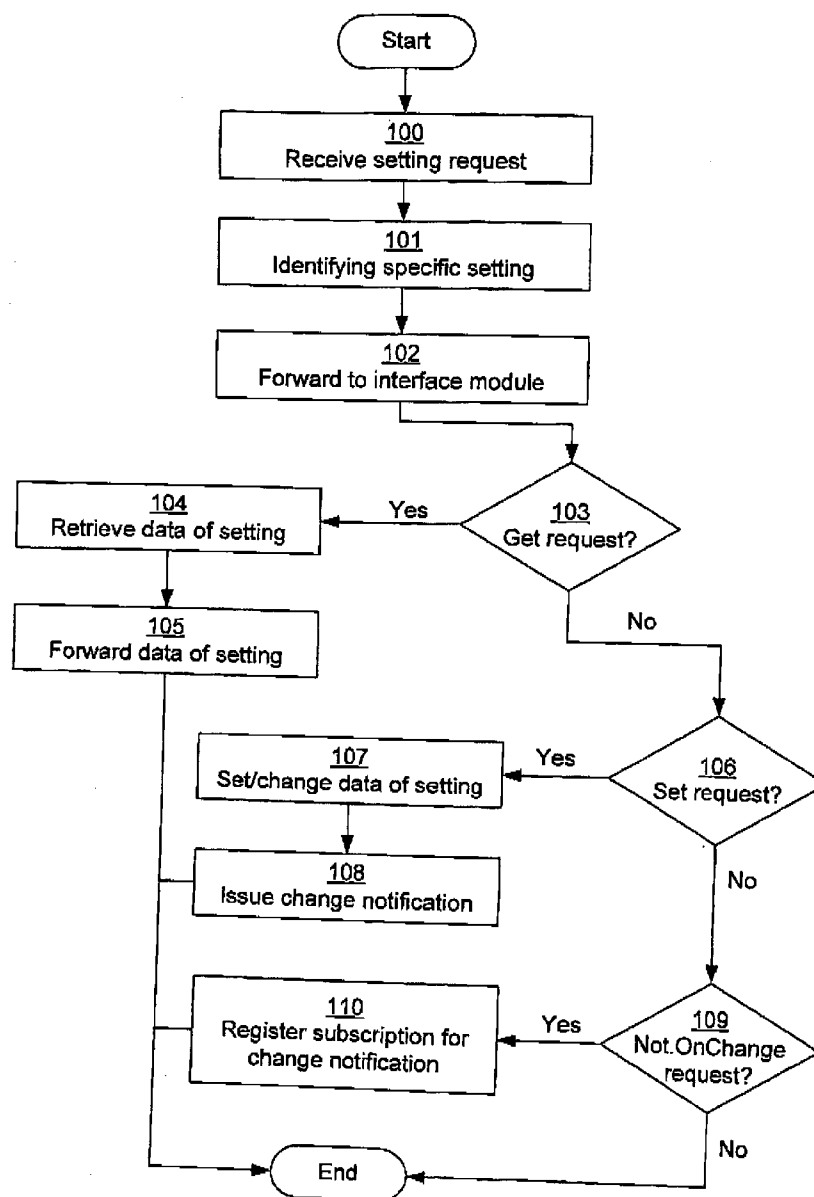 Start
100
Receive setting request
101
Identifying specific setting
102
Forward to interface module
103
Get request?
Yes
104
Retrieve data of setting
105
Forward data of setting
No
106
Set request?
Yes
107
Set/change data of setting
108
Issue change notification
No
109
Not.OnChange
request?
Yes
110
Register subscription for
change notification
No
End